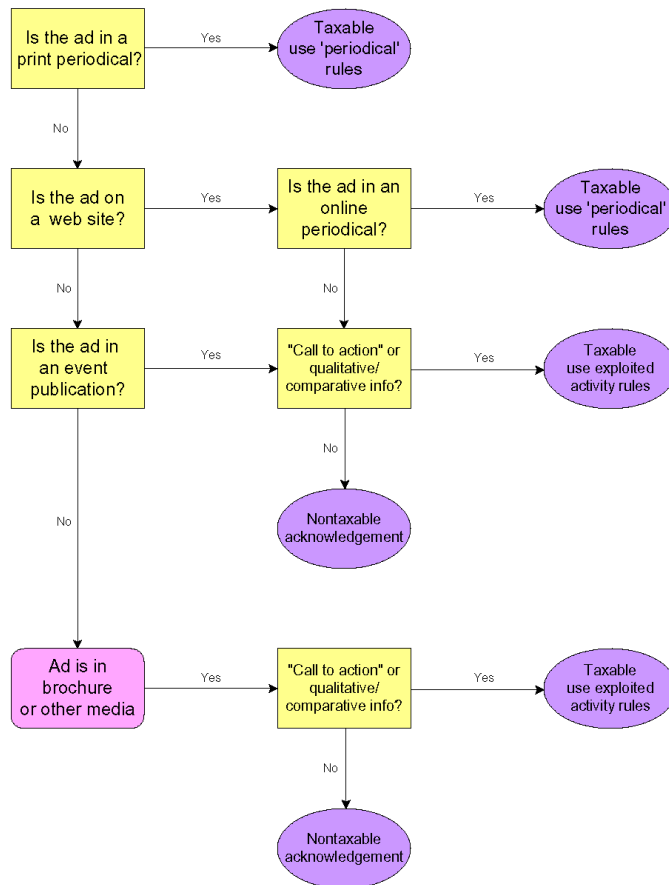 Is the ad in a
print periodical?
Yes
Taxable
use 'periodical'
rules
No
Is the ad on
a web site?
Yes
Is the ad in an
online
periodical?
Yes
Taxable
use 'periodical'
rules
No
No
Is the ad in
an event
publication?
Yes
"Call to action" or
qualitative/
comparative info?
Yes
Taxable
use exploited
activity rules
No
No
Nontaxable
acknowledgement
Ad is in
brochure
or other media
Yes
"Call to action" or
qualitative/
comparative info?
Yes
Taxable
use exploited
activity rules
No
Nontaxable
acknowledgement